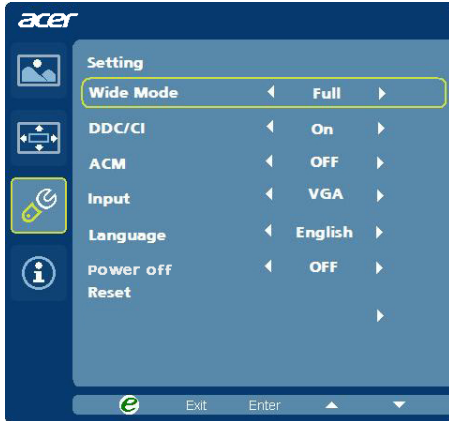 acer
Setting
Wide Mode Full
DDC/CI On
ACM OFF
Input VGA
Language English
Power off OFF
Reset
e Exit Enter